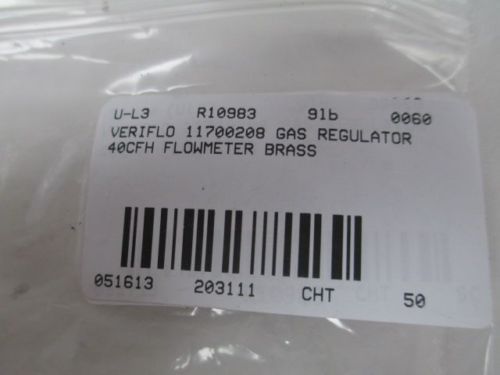 U-L3 R10983 91b 0060
VERIFLO 11700208 GAS REGULATOR
40CFH FLOWMETER BRASS
051613 203111 CHT 50